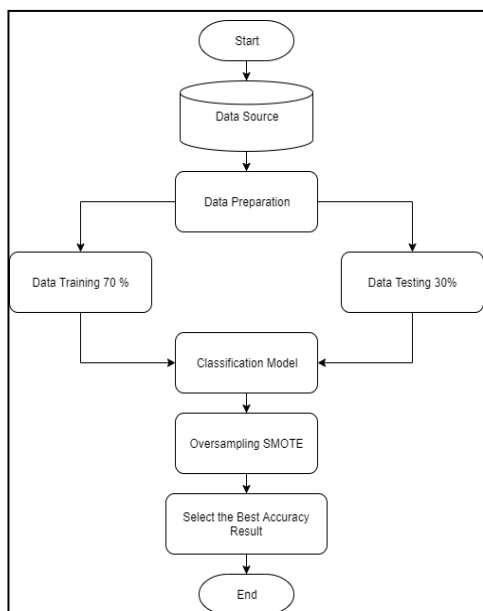 Start
Data Source
Data Preparation
Data Training 70 %
Data Testing 30%
Classification Model
Oversampling SMOTE
Select the Best Accuracy
Result
End